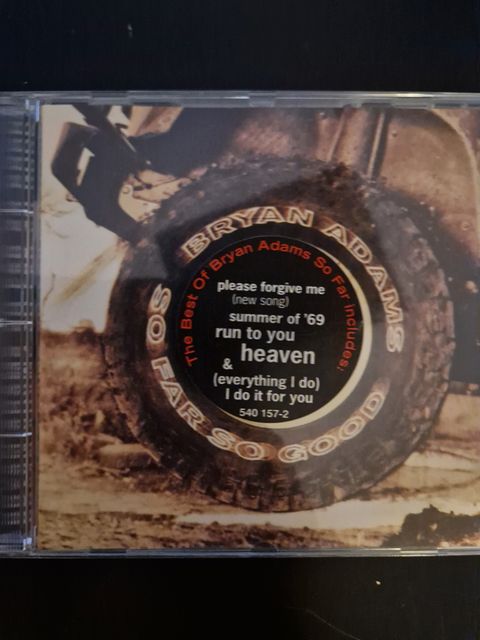 BRYAN ADAMS
SO FAR SO GOOD
The Best Of Bryan Adams So Far includes:
please forgive me
(new song)
summer of '69
run to you
heaven
&
(everything I do)
I do it for you
540 157-2